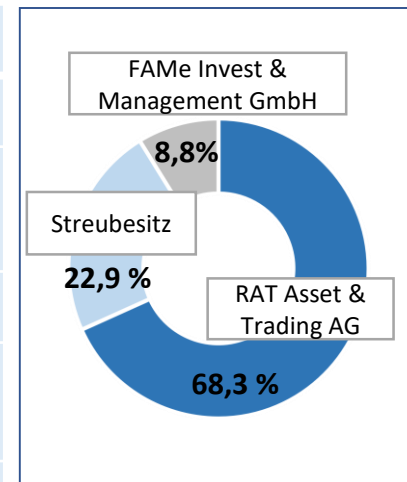 FAMe Invest &
Management GmbH
8,8%
Streubesitz
22,9 %
RAT Asset &
Trading AG
68,3 %